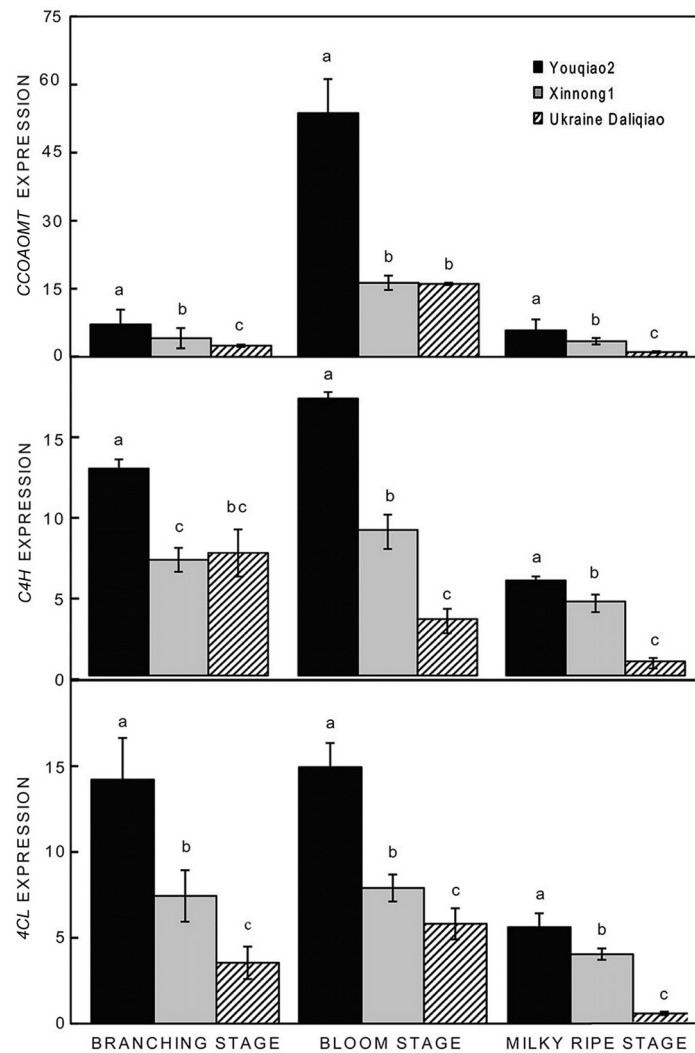 75
60
45
30
15
0
CCOAOMT EXPRESSION
Youqiao2
Xinnong1
Ukraine Daliqiao
a b c
a b b
a b c
15
10
5
0
C4H EXPRESSION
a c bc
a b c
a b c
15
10
5
0
4CL EXPRESSION
a b c
a b c
a b c
BRANCHING STAGE BLOOM STAGE MILKY RIPE STAGE